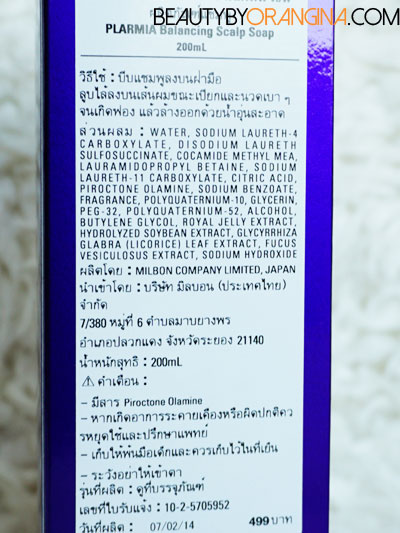 BEAUTYBYORANGINA.COM
PLARMIA Balancing Scalp Soap
200mL
วิธีใช้ : บีบแชมพูลงบนฝ่ามือ
ลูบไล้ลงบนเส้นผมขณะเปียกและนวดเบา ๆ
จนเกิดฟอง แล้วล้างออกด้วยน้ำอุ่นสะอาด
ส่วนผสม : WATER, SODIUM LAURETH-4
CARBOXYLATE, DISODIUM LAURETH
SULFOSUCCINATE, COCAMIDE METHYL MEA,
LAURAMIDOPROPYL BETAINE, SODIUM
LAURETH-11 CARBOXYLATE, CITRIC ACID,
PIROCTONE OLAMINE, SODIUM BENZOATE,
FRAGRANCE, POLYQUATERNIUM-10, GLYCERIN,
PEG-32, POLYQUATERNIUM-52, ALCOHOL,
BUTYLENE GLYCOL, ROYAL JELLY EXTRACT,
HYDROLYZED SOYBEAN EXTRACT, GLYCYRRHIZA
GLABRA (LICORICE) LEAF EXTRACT, FUCUS
VESICULOSUS EXTRACT, SODIUM HYDROXIDE
ผลิตโดย : MILBON COMPANY LIMITED, JAPAN
นำเข้าโดย : บริษัท มิลบอน (ประเทศไทย)
จำกัด
7/380 หมู่ที่ 6 ตำบลมาบยางพร
อำเภอปลวกแดง จังหวัดระยอง 21140
น้ำหนักสุทธิ : 200mL
⚠ คำเตือน :
- มีสาร Piroctone Olamine
- หากเกิดอาการระคายเคืองหรือผิดปกติคว
รหยุดใช้และปรึกษาแพทย์
- เก็บให้พ้นมือเด็กและควรเก็บไว้ในที่เย็น
- ระวังอย่าให้เข้าตา
รุ่นที่ผลิต : ดูที่บรรจุภัณฑ์
เลขที่ใบรับแจ้ง : 10-2-5705952
วันที่ผลิต : 07/02/14 499 บาท